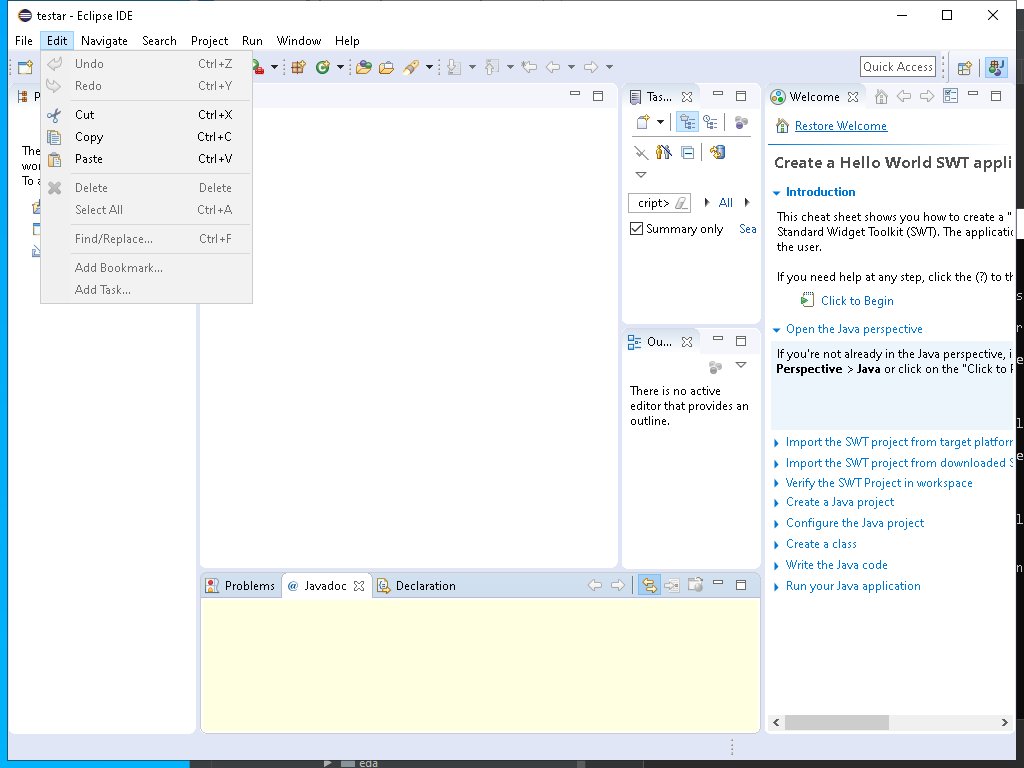 testar - Eclipse IDE
File Edit Navigate Search Project Run Window Help
Quick Access
Undo Ctrl+Z
Redo Ctrl+Y
Cut Ctrl+X
Copy Ctrl+C
Paste Ctrl+V
Delete Delete
Select All Ctrl+A
Find/Replace... Ctrl+F
Add Bookmark...
Add Task...
P
The
wor
To a
Tas...
cript>
All
Summary only Sea
Ou...
There is no active
editor that provides an
outline.
Welcome
Restore Welcome
Create a Hello World SWT appli
Introduction
This cheat sheet shows you how to create a "
Standard Widget Toolkit (SWT). The applicatio
the user.
If you need help at any step, click the (?) to th
Click to Begin
Open the Java perspective
If you're not already in the Java perspective, i
Perspective > Java or click on the "Click to P
Import the SWT project from target platform
Import the SWT project from downloaded S
Verify the SWT Project in workspace
Create a Java project
Configure the Java project
Create a class
Write the Java code
Run your Java application
Problems @ Javadoc Declaration
eda